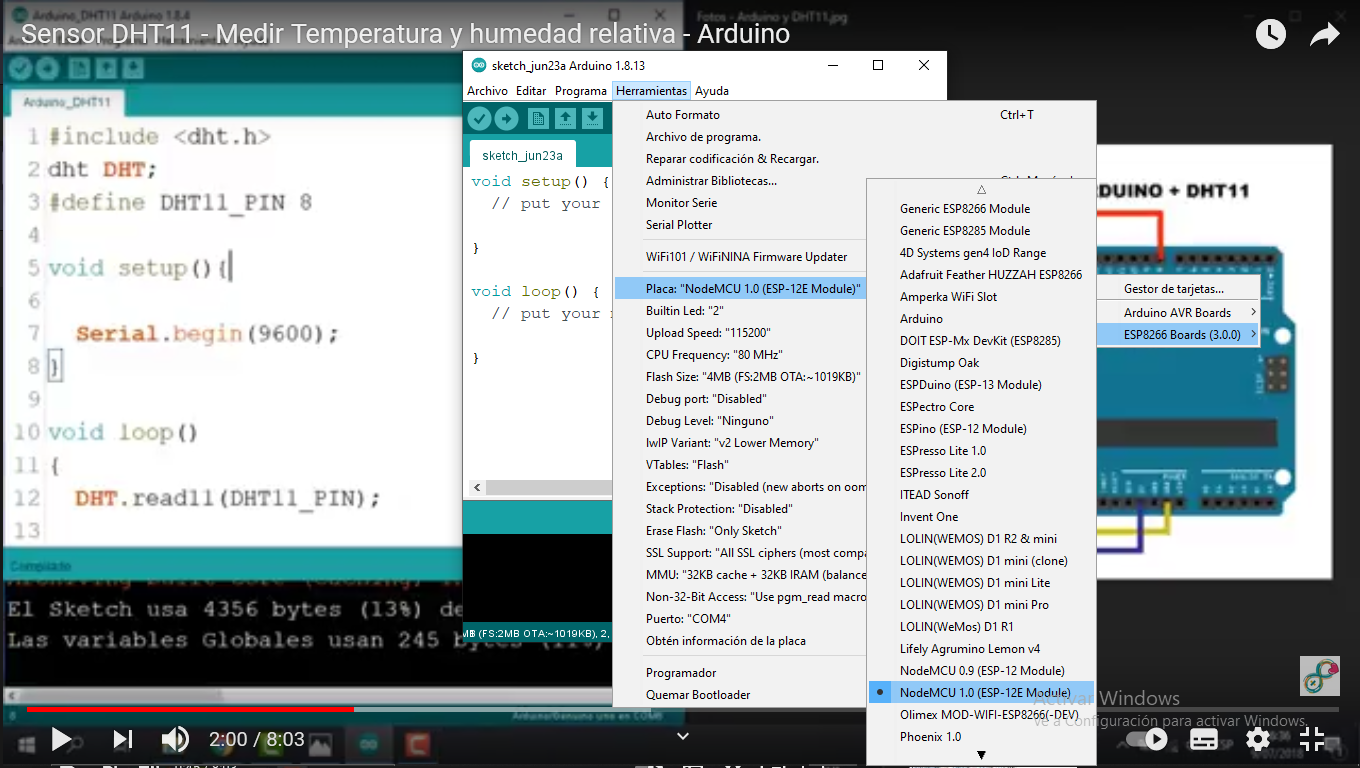 Arduino_DHT11 Arduino 1.8.4
Fotos - Arduino y DHT11.jpg
Sensor DHT11 - Medir Temperatura y humedad relativa - Arduino
Arduino_DHT11
1 #include <dht.h>
2 dht DHT;
3 #define DHT11_PIN 8
4
5 void setup(){
6
7 Serial.begin(9600);
8 }
9
10 void loop()
11 {
12 DHT.read11(DHT11_PIN);
13
Compilado
El Sketch usa 4356 bytes (13%) de
Las variables Globales usan 245 bytes (11%)
Arduino/Genuino Uno en COM5
sketch_jun23a Arduino 1.8.13
Archivo Editar Programa Herramientas Ayuda
sketch_jun23a
void setup() {
// put your
}
void loop() {
// put your
}
MB (FS:2MB OTA:~1019KB), 2,
Auto Formato Ctrl+T
Archivo de programa.
Reparar codificación & Recargar.
Administrar Bibliotecas...
Monitor Serie
Serial Plotter
WiFi101 / WiFiNINA Firmware Updater
Placa: "NodeMCU 1.0 (ESP-12E Module)"
Builtin Led: "2"
Upload Speed: "115200"
CPU Frequency: "80 MHz"
Flash Size: "4MB (FS:2MB OTA:~1019KB)"
Debug port: "Disabled"
Debug Level: "Ninguno"
lwIP Variant: "v2 Lower Memory"
VTables: "Flash"
Exceptions: "Disabled (new aborts on oom
Stack Protection: "Disabled"
Erase Flash: "Only Sketch"
SSL Support: "All SSL ciphers (most compa
MMU: "32KB cache + 32KB IRAM (balance
Non-32-Bit Access: "Use pgm_read macro
Puerto: "COM4"
Obtén información de la placa
Programador
Quemar Bootloader
Generic ESP8266 Module
Generic ESP8285 Module
4D Systems gen4 IoD Range
Adafruit Feather HUZZAH ESP8266
Amperka WiFi Slot
Arduino
DOIT ESP-Mx DevKit (ESP8285)
Digistump Oak
ESPDuino (ESP-13 Module)
ESPectro Core
ESPino (ESP-12 Module)
ESPresso Lite 1.0
ESPresso Lite 2.0
ITEAD Sonoff
Invent One
LOLIN(WEMOS) D1 R2 & mini
LOLIN(WEMOS) D1 mini (clone)
LOLIN(WEMOS) D1 mini Lite
LOLIN(WEMOS) D1 mini Pro
LOLIN(WeMos) D1 R1
Lifely Agrumino Lemon v4
NodeMCU 0.9 (ESP-12 Module)
NodeMCU 1.0 (ESP-12E Module)
Olimex MOD-WIFI-ESP8266(-DEV)
Phoenix 1.0
DUINO + DHT11
Gestor de tarjetas...
Arduino AVR Boards
ESP8266 Boards (3.0.0)
Activar Windows
Ve a Configuración para activar Windows.
2:00 / 8:03